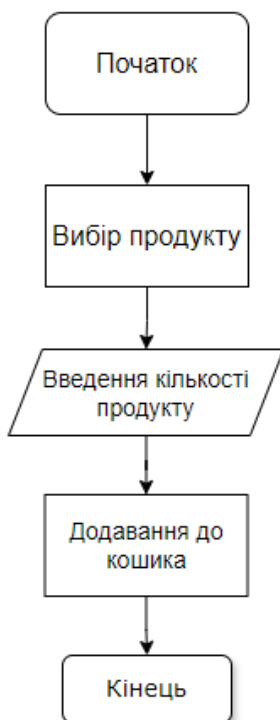 Початок
Вибір продукту
Введення кількості
продукту
Додавання до
кошика
Кінець